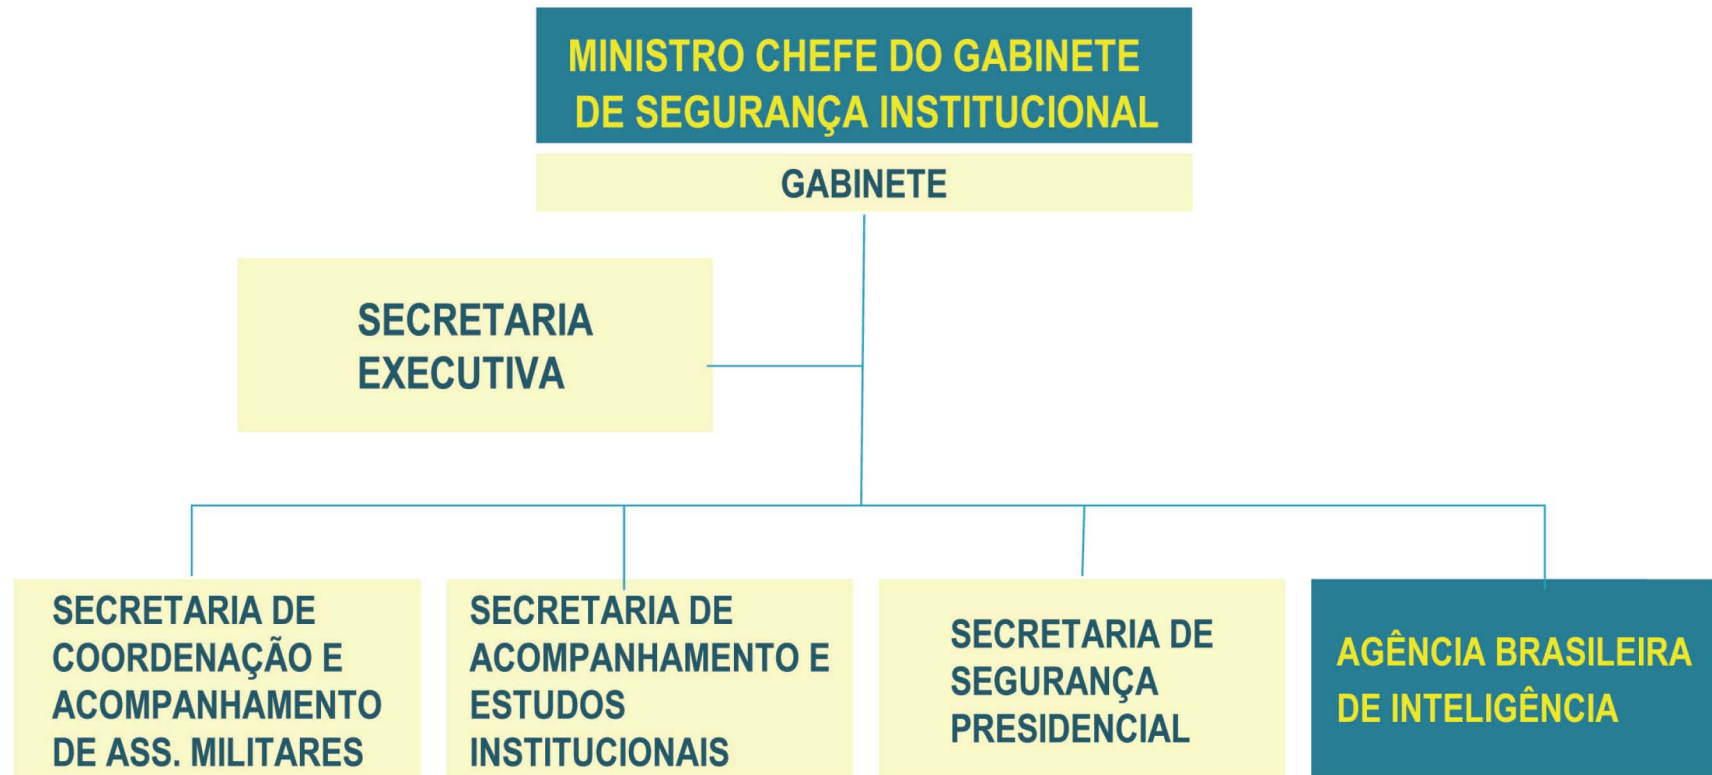 MINISTRO CHEFE DO GABINETE
DE SEGURANÇA INSTITUCIONAL
GABINETE
SECRETARIA
EXECUTIVA
SECRETARIA DE
COORDENAÇÃO E
ACOMPANHAMENTO
DE ASS. MILITARES
SECRETARIA DE
ACOMPANHAMENTO E
ESTUDOS
INSTITUCIONAIS
SECRETARIA DE
SEGURANÇA
PRESIDENCIAL
AGÊNCIA BRASILEIRA
DE INTELIGÊNCIA